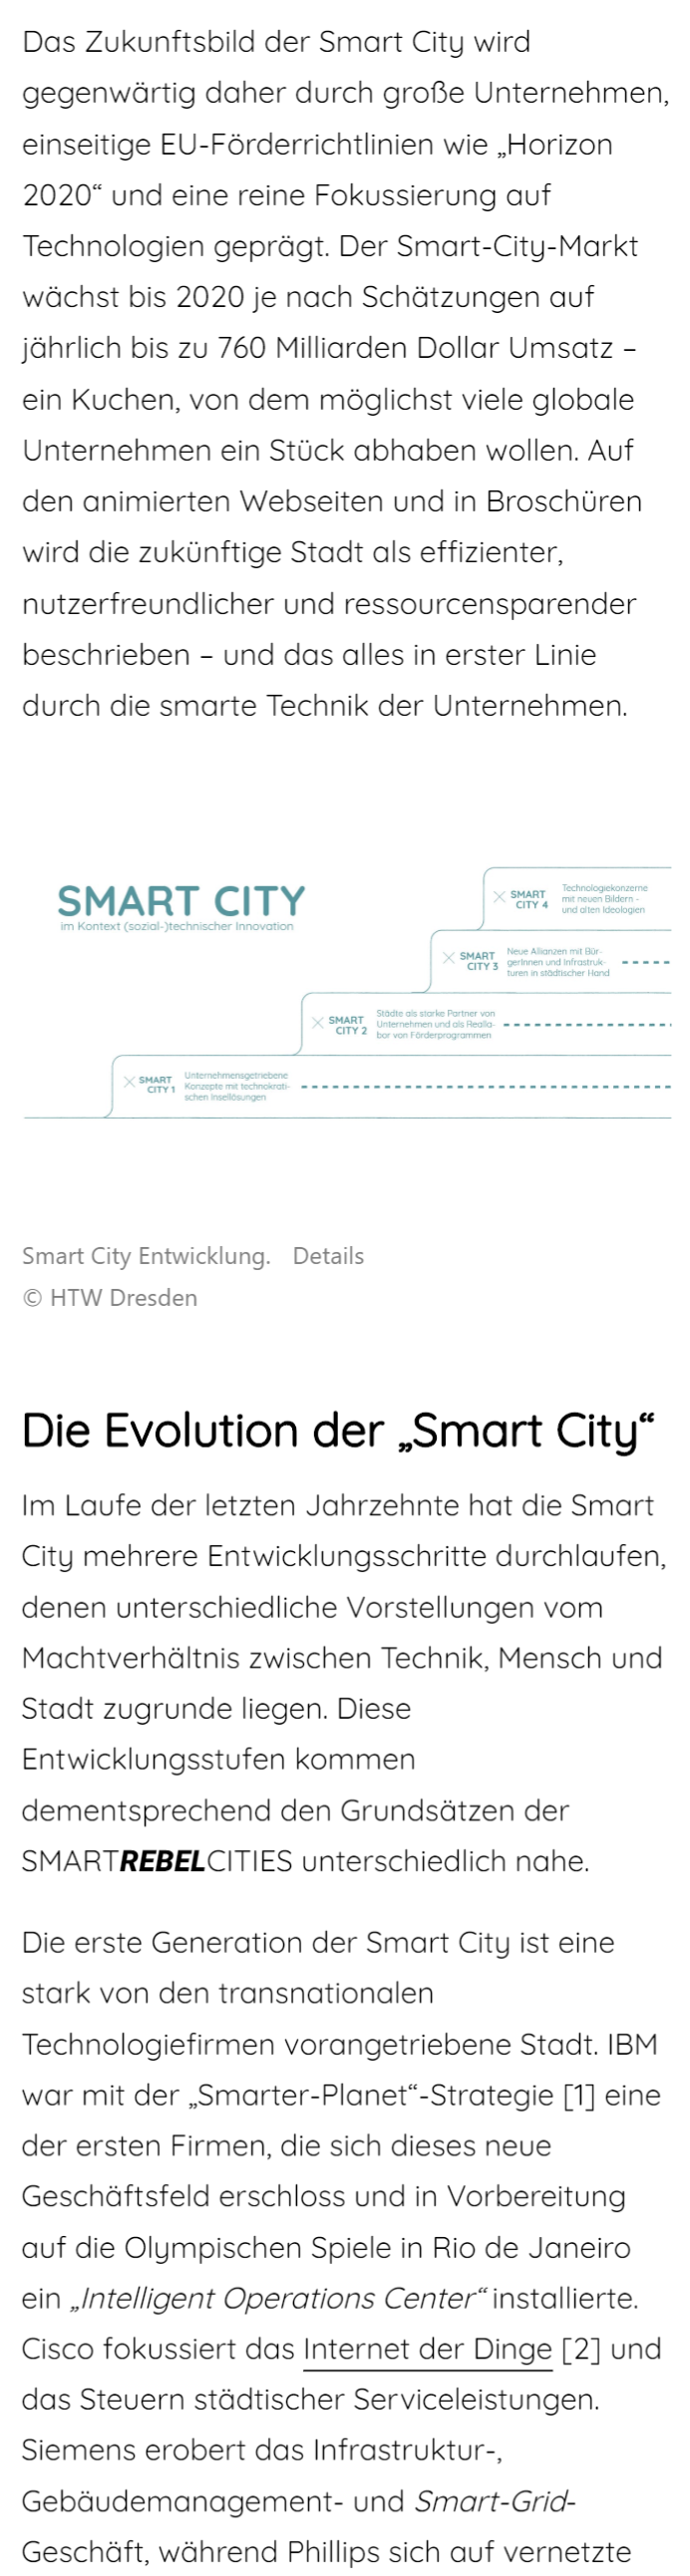 Das Zukunftsbild der Smart City wird
gegenwärtig daher durch große Unternehmen,
einseitige EU-Förderrichtlinien wie „Horizon
2020“ und eine reine Fokussierung auf
Technologien geprägt. Der Smart-City-Markt
wächst bis 2020 je nach Schätzungen auf
jährlich bis zu 760 Milliarden Dollar Umsatz –
ein Kuchen, von dem möglichst viele globale
Unternehmen ein Stück abhaben wollen. Auf
den animierten Webseiten und in Broschüren
wird die zukünftige Stadt als effizienter,
nutzerfreundlicher und ressourcensparender
beschrieben – und das alles in erster Linie
durch die smarte Technik der Unternehmen.
SMART CITY
im Kontext (sozial-)technischer Innovation
SMART
CITY 4
Technologiekonzerne
mit neuen Bildern -
und alten Ideologien
SMART
CITY 3
Neue Allianzen mit Bür-
gerInnen und Infrastruk-
turen in städtischer Hand
SMART
CITY 2
Städte als starke Partner von
Unternehmen und als Realla-
bor von Förderprogrammen
SMART
CITY 1
Unternehmensgetriebene
Konzepte mit technokrati-
schen Insellösungen
Smart City Entwicklung. Details
© HTW Dresden
Die Evolution der „Smart City“
Im Laufe der letzten Jahrzehnte hat die Smart
City mehrere Entwicklungsschritte durchlaufen,
denen unterschiedliche Vorstellungen vom
Machtverhältnis zwischen Technik, Mensch und
Stadt zugrunde liegen. Diese
Entwicklungsstufen kommen
dementsprechend den Grundsätzen der
SMARTREBELCITIES unterschiedlich nahe.
Die erste Generation der Smart City ist eine
stark von den transnationalen
Technologiefirmen vorangetriebene Stadt. IBM
war mit der „Smarter-Planet“-Strategie [1] eine
der ersten Firmen, die sich dieses neue
Geschäftsfeld erschloss und in Vorbereitung
auf die Olympischen Spiele in Rio de Janeiro
ein „Intelligent Operations Center“ installierte.
Cisco fokussiert das Internet der Dinge [2] und
das Steuern städtischer Serviceleistungen.
Siemens erobert das Infrastruktur-,
Gebäudemanagement- und Smart-Grid-
Geschäft, während Phillips sich auf vernetzte